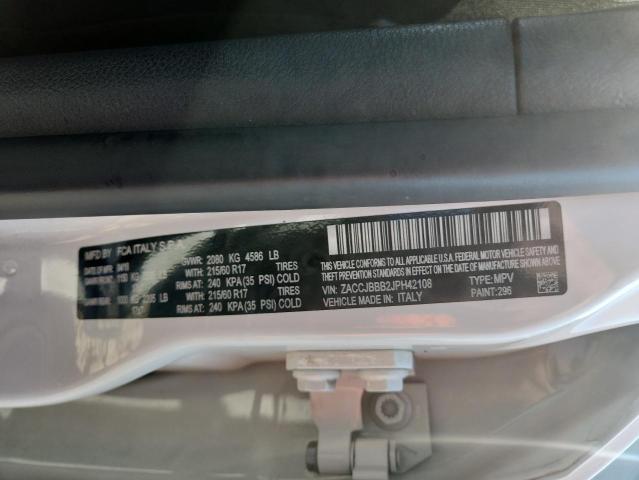 MFD BY FCA ITALY S.P.A.
GVWR: 2080 KG 4586 LB
WITH: 215/60 R17 TIRES
RIMS AT: 240 KPA(35 PSI) COLD
LB WITH: 215/60 R17 TIRES
RIMS AT: 240 KPA(35 PSI) COLD
THIS VEHICLE CONFORMS TO ALL APPLICABLE U.S.A. FEDERAL MOTOR VEHICLE SAFETY
STANDARDS IN EFFECT ON THE DATE OF MANUFACTURE SHOWN ABOVE.
VIN: ZACCJBBB2JPH42108 TYPE: MPV
VEHICLE MADE IN: ITALY PAINT:296